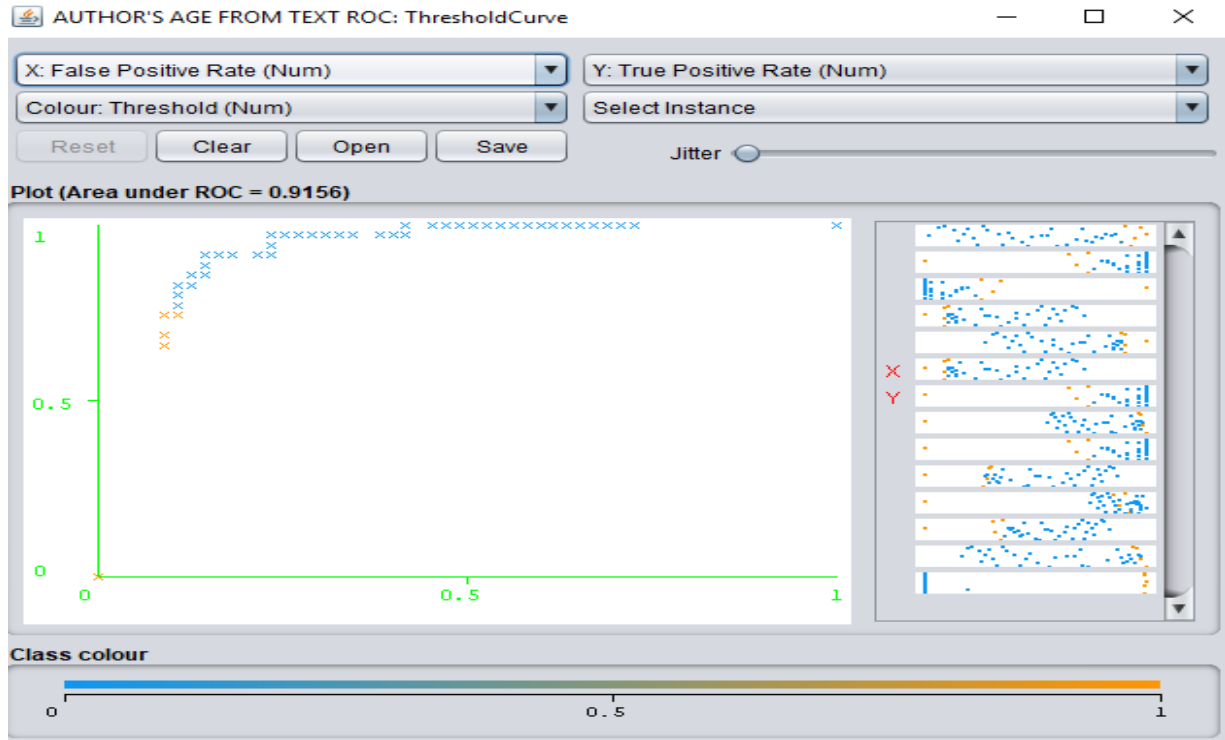 AUTHOR'S AGE FROM TEXT ROC: ThresholdCurve
X: False Positive Rate (Num) Y: True Positive Rate (Num)
Colour: Threshold (Num) Select Instance
Reset Clear Open Save Jitter
Plot (Area under ROC = 0.9156)
1
X
0.5 Y
0
0 0.5 1
Class colour
0 0.5 1